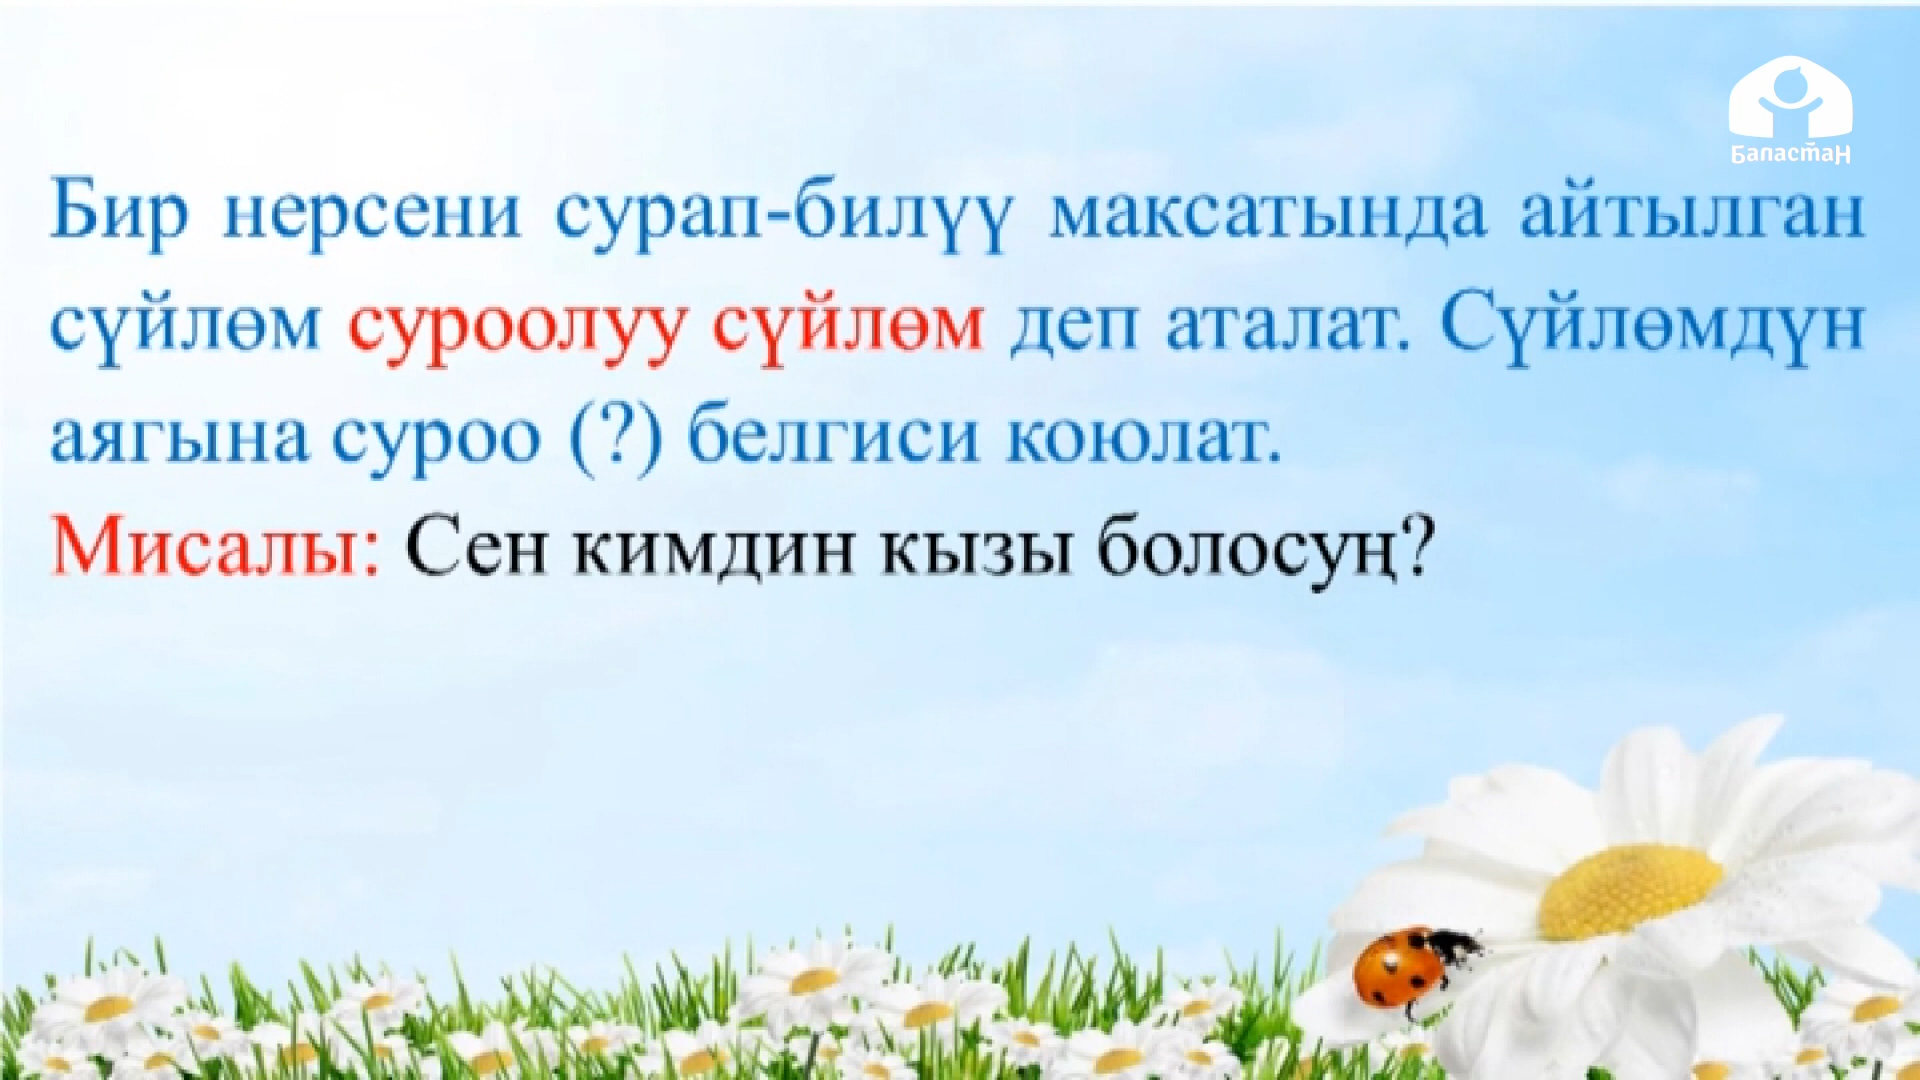 Баластан
Бир нерсени сурап-билүү максатында айтылган
сүйлөм суроолуу сүйлөм деп аталат. Сүйлөмдүн
аягына суроо (?) белгиси коюлат.
Мисалы: Сен кимдин кызы болосуң?